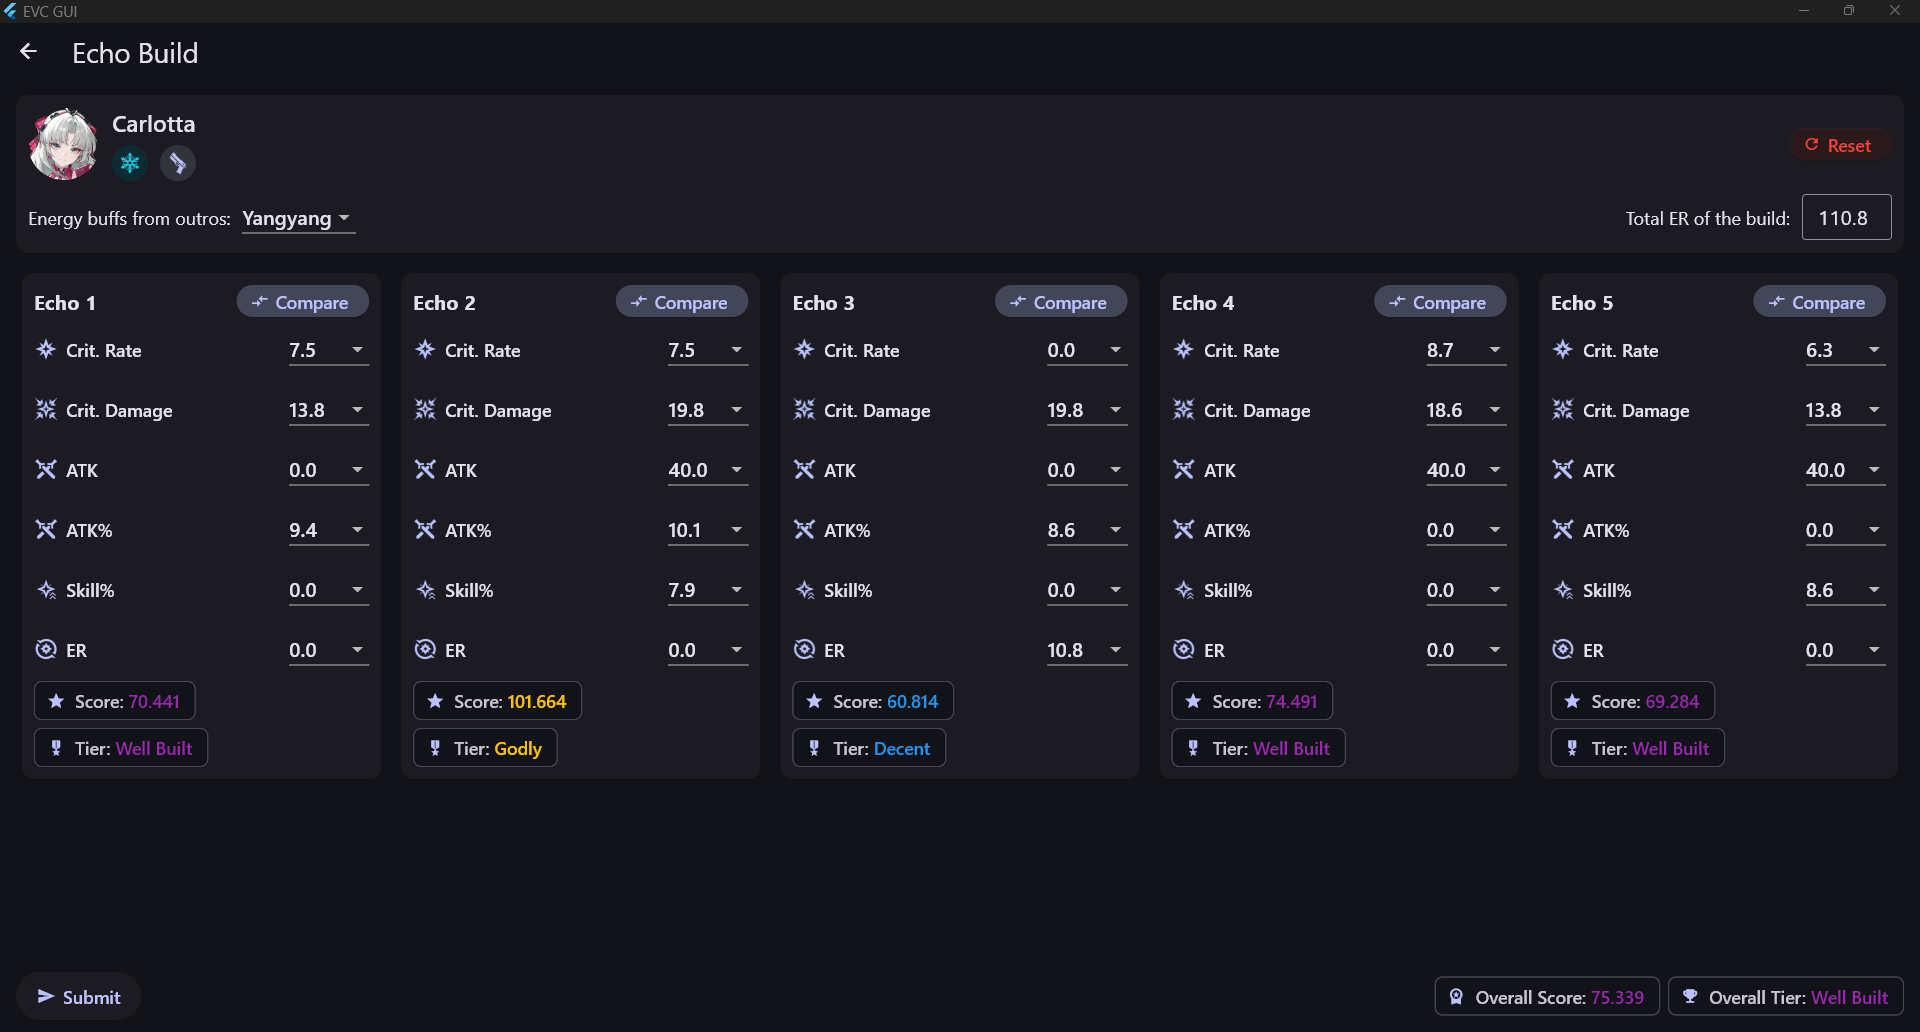 EVC GUI
Echo Build
Carlotta
Reset
Energy buffs from outros: Yangyang
Total ER of the build: 110.8
Echo 1
Compare
Crit. Rate 7.5
Crit. Damage 13.8
ATK 0.0
ATK% 9.4
Skill% 0.0
ER 0.0
Score: 70.441
Tier: Well Built
Echo 2
Compare
Crit. Rate 7.5
Crit. Damage 19.8
ATK 40.0
ATK% 10.1
Skill% 7.9
ER 0.0
Score: 101.664
Tier: Godly
Echo 3
Compare
Crit. Rate 0.0
Crit. Damage 19.8
ATK 0.0
ATK% 8.6
Skill% 0.0
ER 10.8
Score: 60.814
Tier: Decent
Echo 4
Compare
Crit. Rate 8.7
Crit. Damage 18.6
ATK 40.0
ATK% 0.0
Skill% 0.0
ER 0.0
Score: 74.491
Tier: Well Built
Echo 5
Compare
Crit. Rate 6.3
Crit. Damage 13.8
ATK 40.0
ATK% 0.0
Skill% 8.6
ER 0.0
Score: 69.284
Tier: Well Built
Submit
Overall Score: 75.339
Overall Tier: Well Built